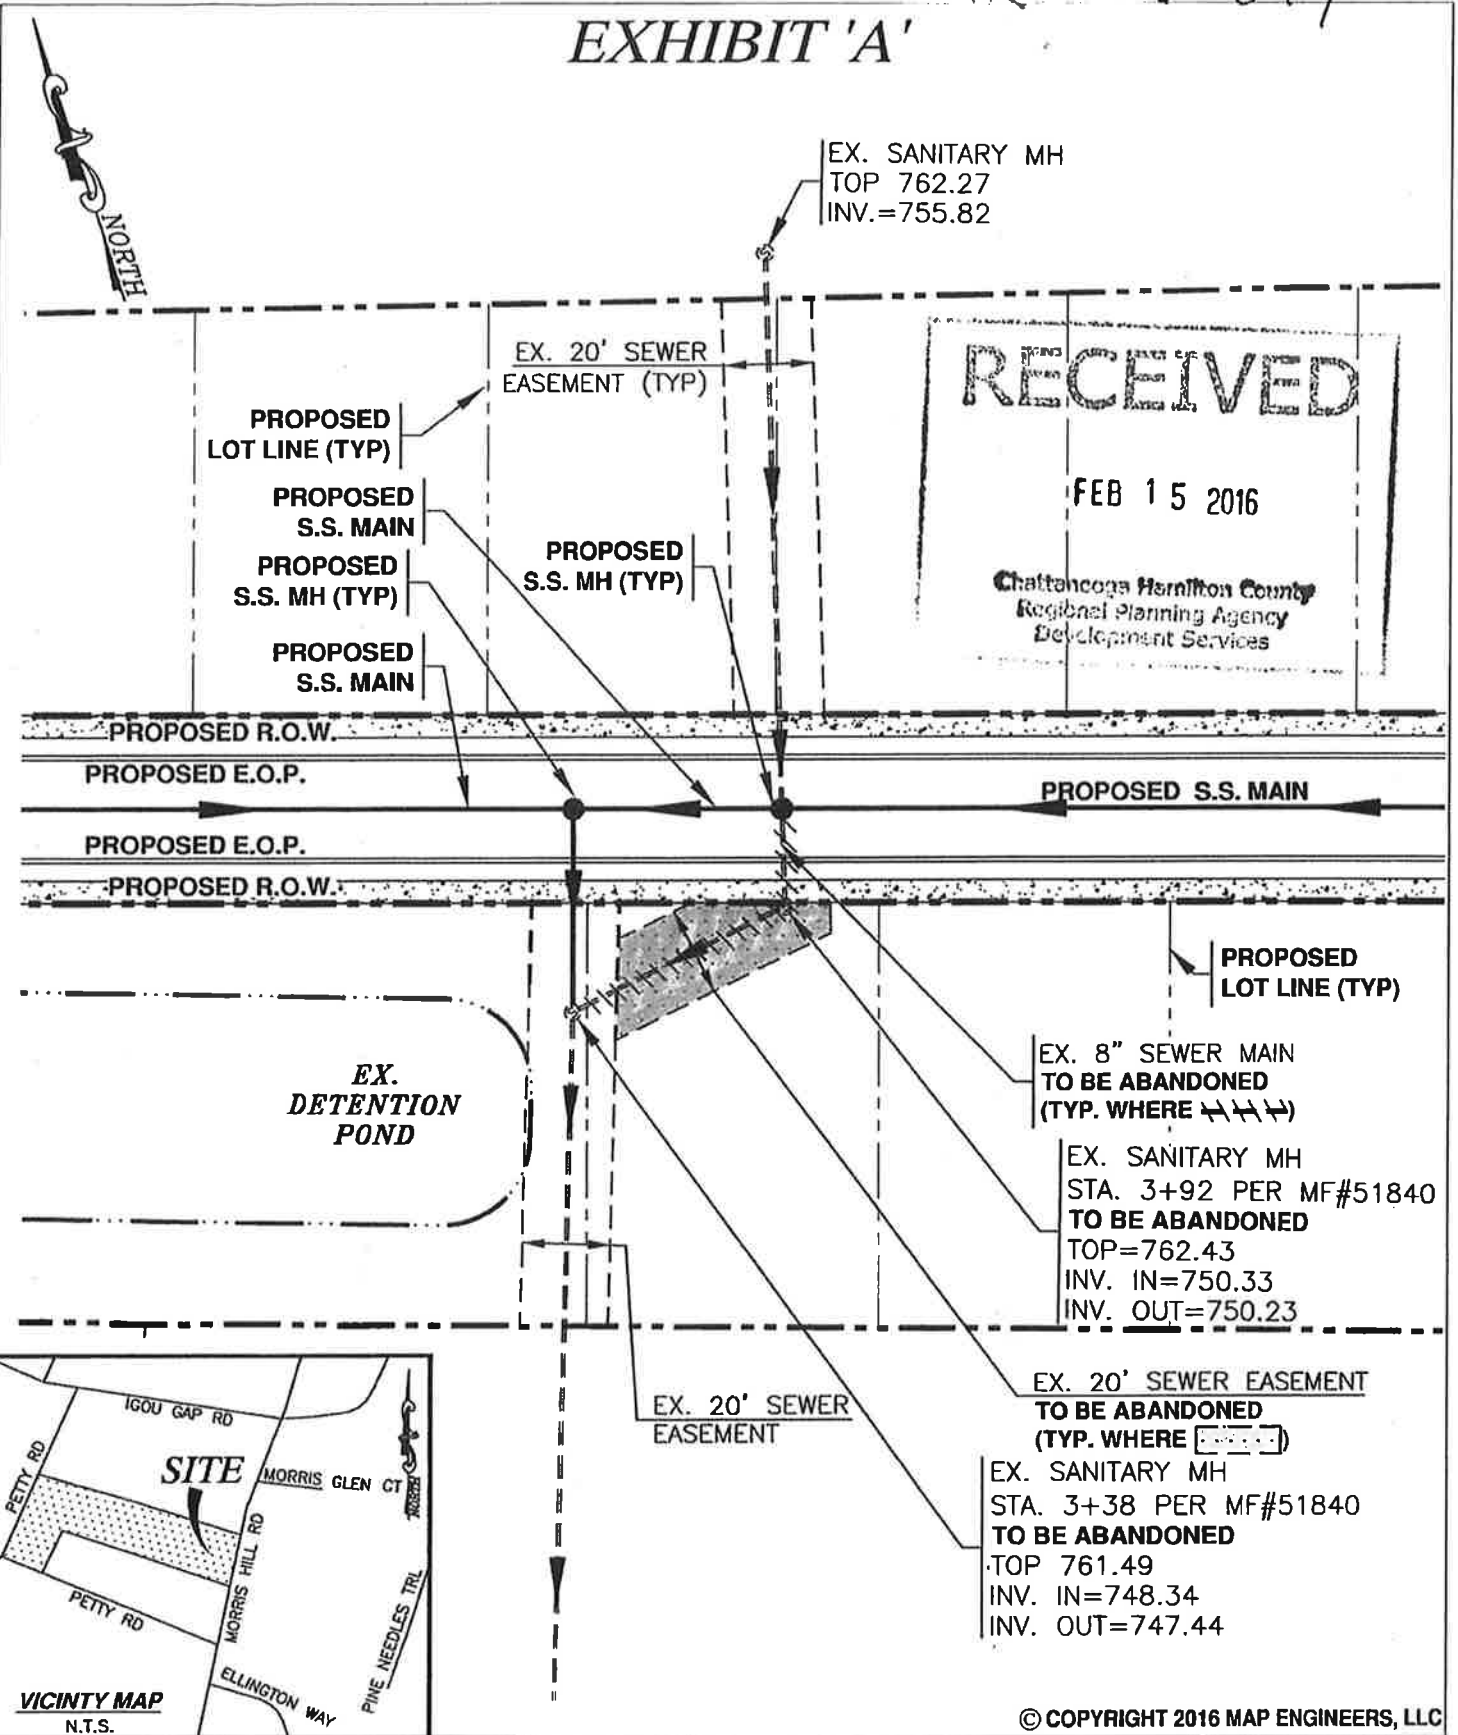 EXHIBIT 'A'
NORTH
EX. SANITARY MH
TOP 762.27
INV.=755.82
EX. 20' SEWER
EASEMENT (TYP)
PROPOSED
LOT LINE (TYP)
PROPOSED
S.S. MAIN
PROPOSED
S.S. MH (TYP)
PROPOSED
S.S. MH (TYP)
PROPOSED
S.S. MAIN
RECEIVED
FEB 15 2016
Chattanooga Hamilton County
Regional Planning Agency
Development Services
PROPOSED R.O.W.
PROPOSED E.O.P.
PROPOSED S.S. MAIN
PROPOSED E.O.P.
PROPOSED R.O.W.
PROPOSED
LOT LINE (TYP)
EX.
DETENTION
POND
EX. 8" SEWER MAIN
TO BE ABANDONED
(TYP. WHERE )
EX. SANITARY MH
STA. 3+92 PER MF#51840
TO BE ABANDONED
TOP=762.43
INV. IN=750.33
INV. OUT=750.23
EX. 20' SEWER EASEMENT
TO BE ABANDONED
(TYP. WHERE )
EX. 20' SEWER
EASEMENT
EX. SANITARY MH
STA. 3+38 PER MF#51840
TO BE ABANDONED
TOP 761.49
INV. IN=748.34
INV. OUT=747.44
IGOU GAP RD
PETTY RD
SITE
MORRIS GLEN CT
NORTH
MORRIS HILL RD
PETTY RD
PINE NEEDLES TRL
ELLINGTON WAY
VICINTY MAP
N.T.S.
© COPYRIGHT 2016 MAP ENGINEERS, LLC